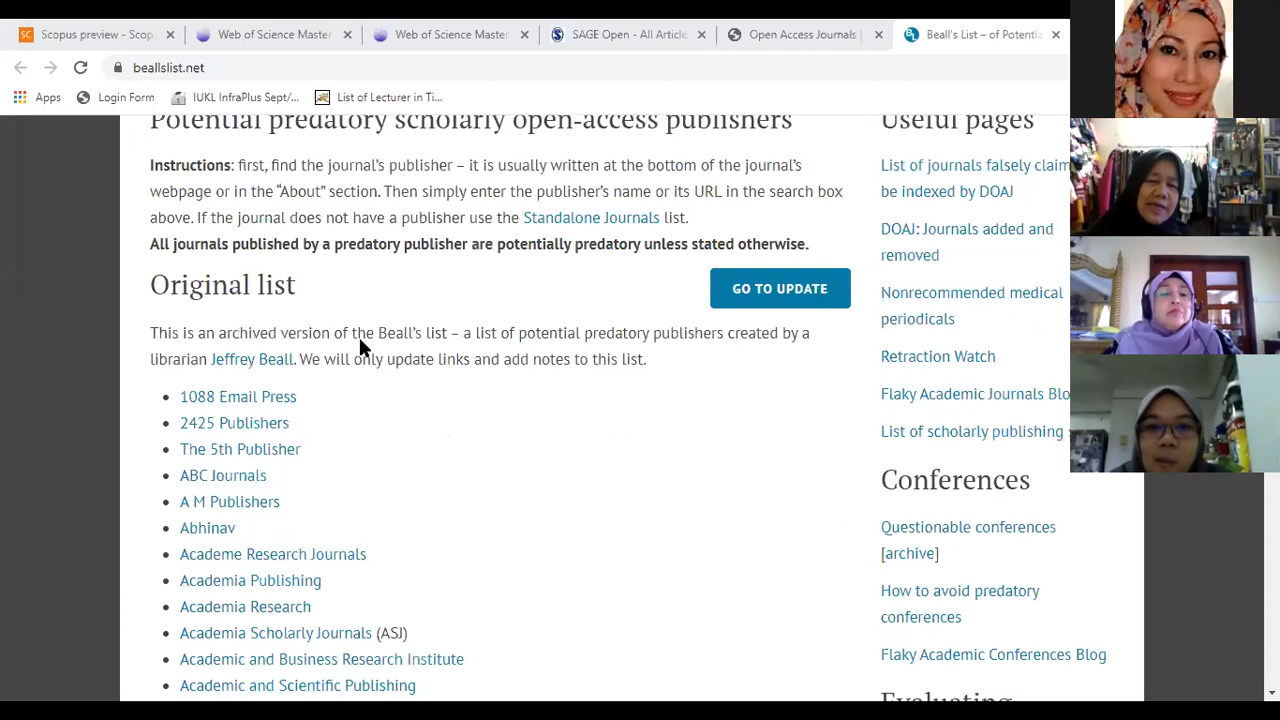 Scopus preview - Scop
Web of Science Master
Web of Science Master
SAGE Open - All Article
Open Access Journals |
Beall's List – of Potentia
beallslist.net
Apps
Login Form
IUKL InfraPlus Sept/...
List of Lecturer in Ti...
Potential predatory scholarly open-access publishers
Instructions: first, find the journal's publisher – it is usually written at the bottom of the journal's
webpage or in the “About” section. Then simply enter the publisher's name or its URL in the search box
above. If the journal does not have a publisher use the Standalone Journals list.
All journals published by a predatory publisher are potentially predatory unless stated otherwise.
Original list
GO TO UPDATE
This is an archived version of the Beall's list – a list of potential predatory publishers created by a
librarian Jeffrey Beall. We will only update links and add notes to this list.
1088 Email Press
2425 Publishers
The 5th Publisher
ABC Journals
A M Publishers
Abhinav
Academe Research Journals
Academia Publishing
Academia Research
Academia Scholarly Journals (ASJ)
Academic and Business Research Institute
Academic and Scientific Publishing
Useful pages
List of journals falsely claim
be indexed by DOAJ
DOAJ: Journals added and
removed
Nonrecommended medical
periodicals
Retraction Watch
Flaky Academic Journals Blo
List of scholarly publishing
Conferences
Questionable conferences
[archive]
How to avoid predatory
conferences
Flaky Academic Conferences Blog
Evaluating